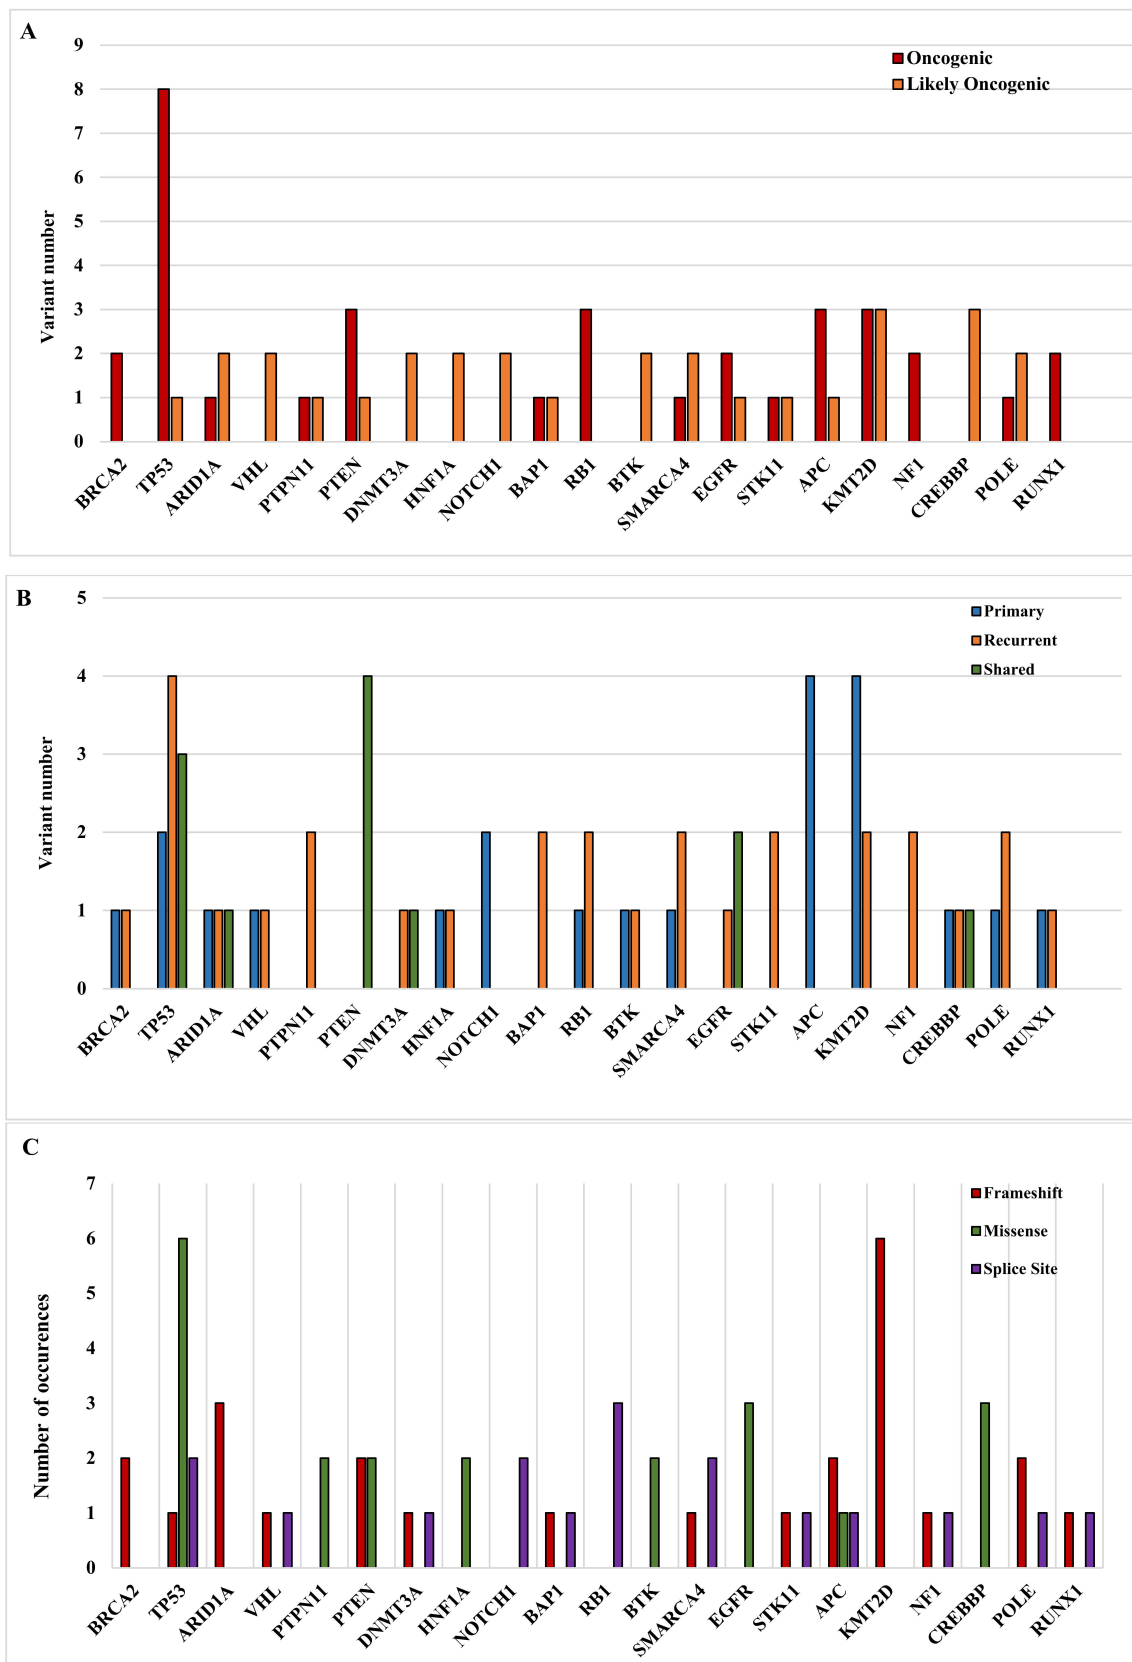 A
Oncogenic
Likely Oncogenic
Variant number
9
8
7
6
5
4
3
2
1
0
BRCA2
TP53
ARID1A
VHL
PTPN11
PTEN
DNMT3A
HNF1A
NOTCH1
BAP1
RB1
BTK
SMARCA4
EGFR
STK11
APC
KMT2D
NF1
CREBBP
POLE
RUNX1
B
Primary
Recurrent
Shared
Variant number
5
4
3
2
1
0
BRCA2
TP53
ARID1A
VHL
PTPN11
PTEN
DNMT3A
HNF1A
NOTCH1
BAP1
RB1
BTK
SMARCA4
EGFR
STK11
APC
KMT2D
NF1
CREBBP
POLE
RUNX1
C
Frameshift
Missense
Splice Site
Number of occurences
7
6
5
4
3
2
1
0
BRCA2
TP53
ARID1A
VHL
PTPN11
PTEN
DNMT3A
HNF1A
NOTCH1
BAP1
RB1
BTK
SMARCA4
EGFR
STK11
APC
KMT2D
NF1
CREBBP
POLE
RUNX1